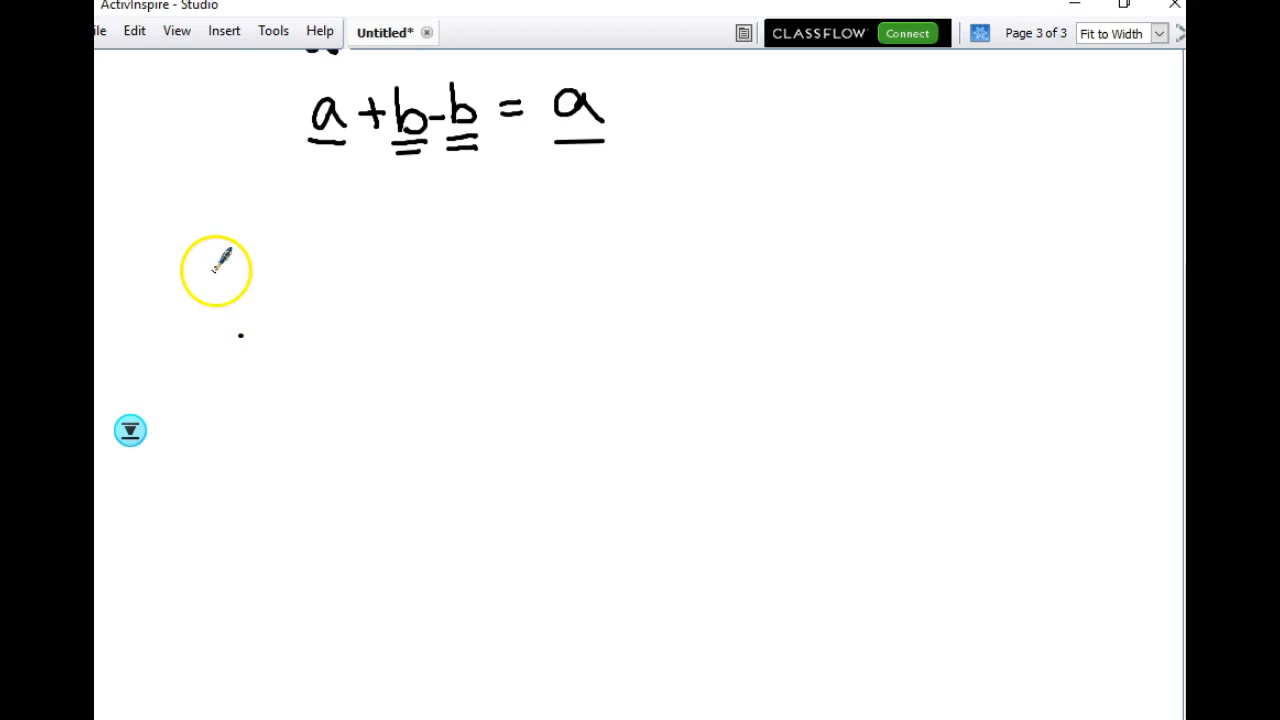 ActivInspire - Studio
ile Edit View Insert Tools Help Untitled* CLASSFLOW Connect Page 3 of 3 Fit to Width
a + b - b = a